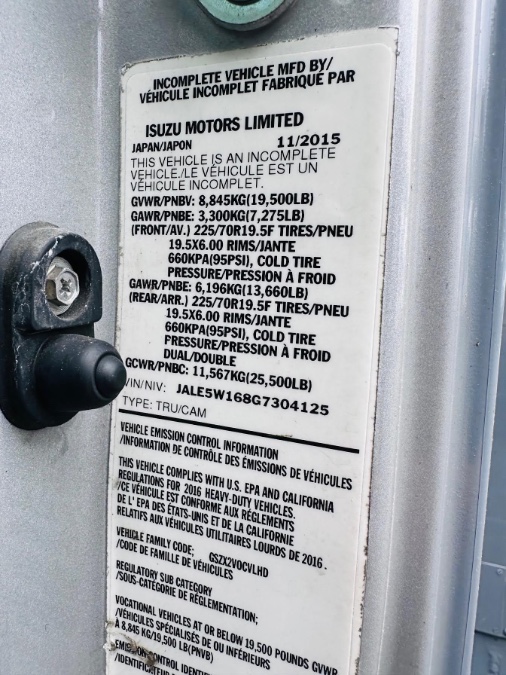 INCOMPLETE VEHICLE MFD BY/
VÉHICULE INCOMPLET FABRIQUÉ PAR
ISUZU MOTORS LIMITED
JAPAN/JAPON 11/2015
THIS VEHICLE IS AN INCOMPLETE
VEHICLE./LE VÉHICULE EST UN
VÉHICULE INCOMPLET.
GVWR/PNBV: 8,845KG(19,500LB)
GAWR/PNBE: 3,300KG(7,275LB)
(FRONT/AV.) 225/70R19.5F TIRES/PNEU
19.5X6.00 RIMS/JANTE
660KPA(95PSI), COLD TIRE
PRESSURE/PRESSION À FROID
GAWR/PNBE: 6,196KG(13,660LB)
(REAR/ARR.) 225/70R19.5F TIRES/PNEU
19.5X6.00 RIMS/JANTE
660KPA(95PSI), COLD TIRE
PRESSURE/PRESSION À FROID
DUAL/DOUBLE
GCWR/PNBC: 11,567KG(25,500LB)
VIN/NIV: JALE5W168G7304125
TYPE: TRU/CAM
VEHICLE EMISSION CONTROL INFORMATION
/INFORMATION DE CONTRÔLE DES ÉMISSIONS DE VÉHICULES
THIS VEHICLE COMPLIES WITH U.S. EPA AND CALIFORNIA
REGULATIONS FOR 2016 HEAVY-DUTY VEHICLES.
/CE VÉHICULE EST CONFORME AUX RÉGLEMENTS
DE L' EPA DES ÉTATS-UNIS ET DE LA CALIFORNIE
RELATIFS AUX VÉHICULES UTILITAIRES LOURDS DE 2016.
VEHICLE FAMILY CODE: GSZX2VOCVLHD
/CODE DE FAMILLE DE VÉHICULES
REGULATORY SUB CATEGORY
/SOUS-CATÉGORIE DE RÉGLEMENTATION:
VOCATIONAL VEHICLES AT OR BELOW 19,500 POUNDS GVWR
/VÉHICULES SPÉCIALISÉS DE OU INFÉRIEURS
À 8,845 KG/19,500 LB(PNVB)
CONTROL IDENTI